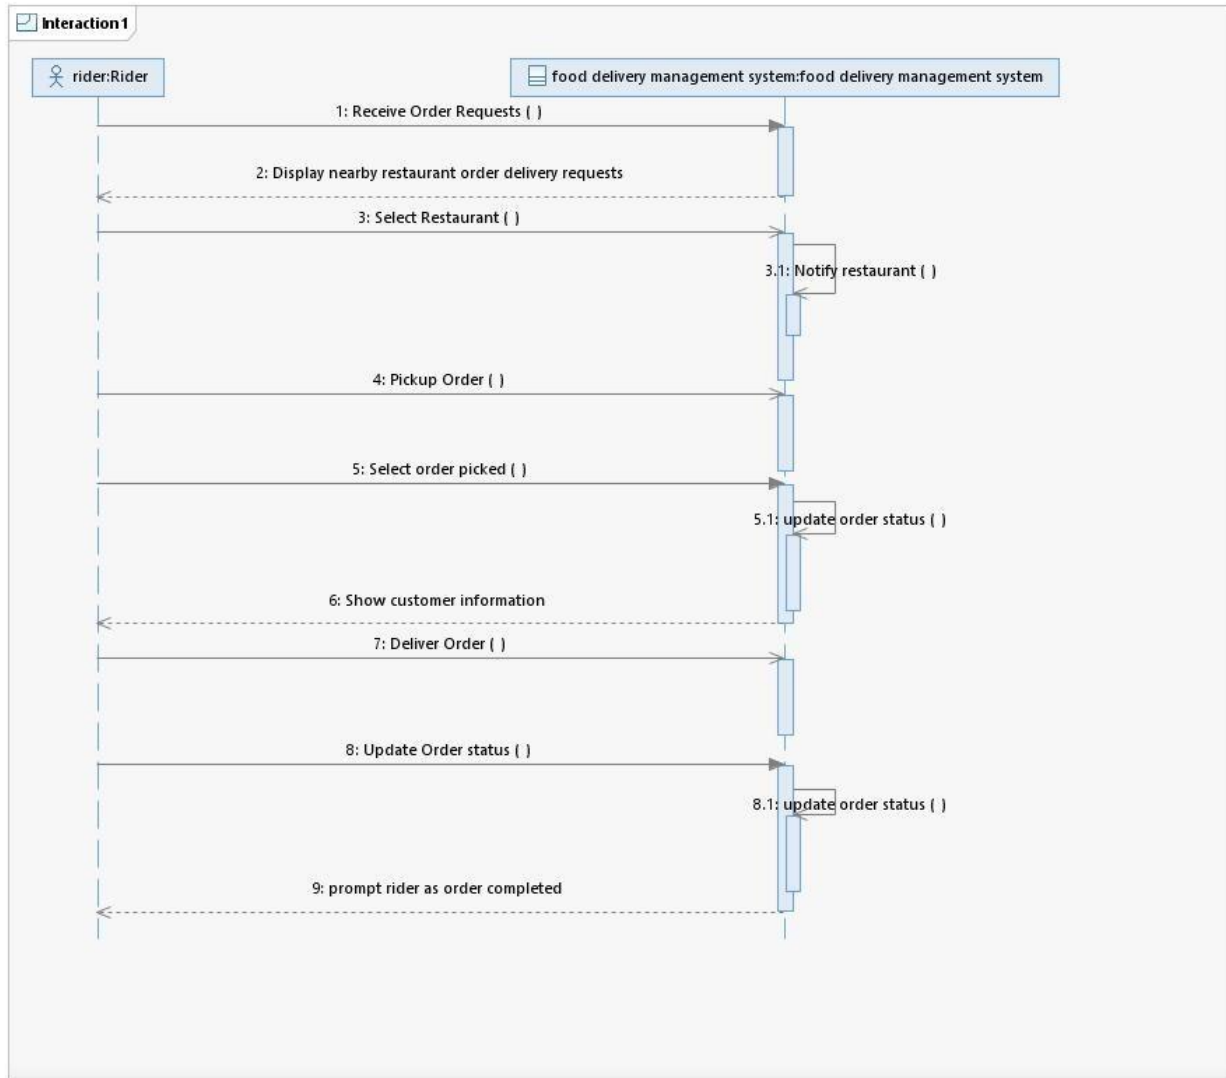 Interaction1
rider:Rider
food delivery management system:food delivery management system
1: Receive Order Requests ( )
2: Display nearby restaurant order delivery requests
3: Select Restaurant ( )
3.1: Notify restaurant ( )
4: Pickup Order ( )
5: Select order picked ( )
5.1: update order status ( )
6: Show customer information
7: Deliver Order ( )
8: Update Order status ( )
8.1: update order status ( )
9: prompt rider as order completed